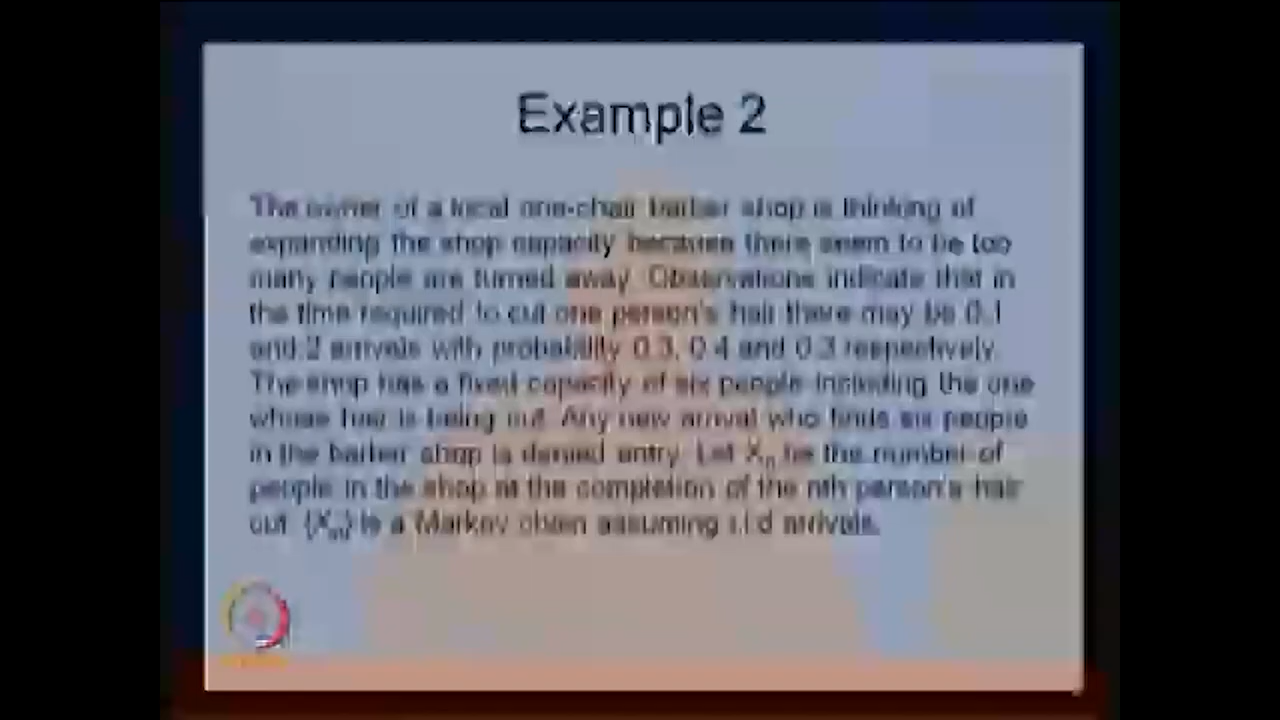 Example 2
The owner of a local one-chair barber shop is thinking of
expanding the shop capacity because there seem to be too
many people are turned away. Observations indicate that in
the time required to cut one person's hair there may be 0,1
and 2 arrivals with probability 0.3, 0.4 and 0.3 respectively.
The shop has a fixed capacity of six people including the one
whose hair is being cut. Any new arrival who finds six people
in the barber shop is denied entry. Let Xn be the number of
people in the shop at the completion of the nth person's hair
cut. {Xn} is a Markov chain assuming i.i.d arrivals.